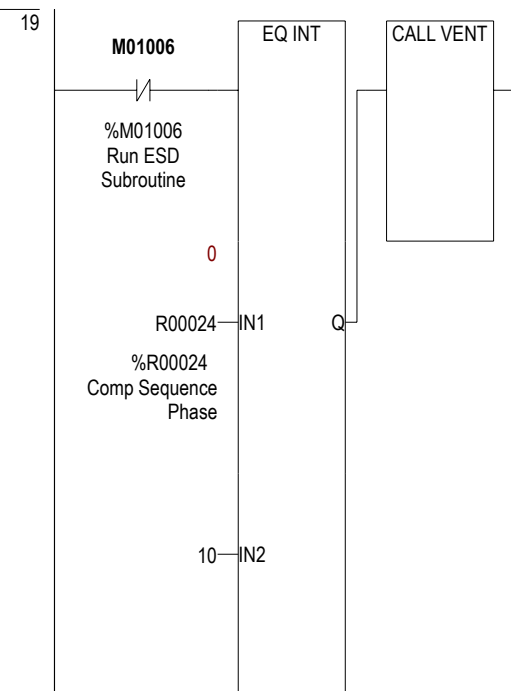 19
M01006
EQ INT
CALL VENT
%M01006
Run ESD
Subroutine
0
R00024
IN1
Q
%R00024
Comp Sequence
Phase
10
IN2